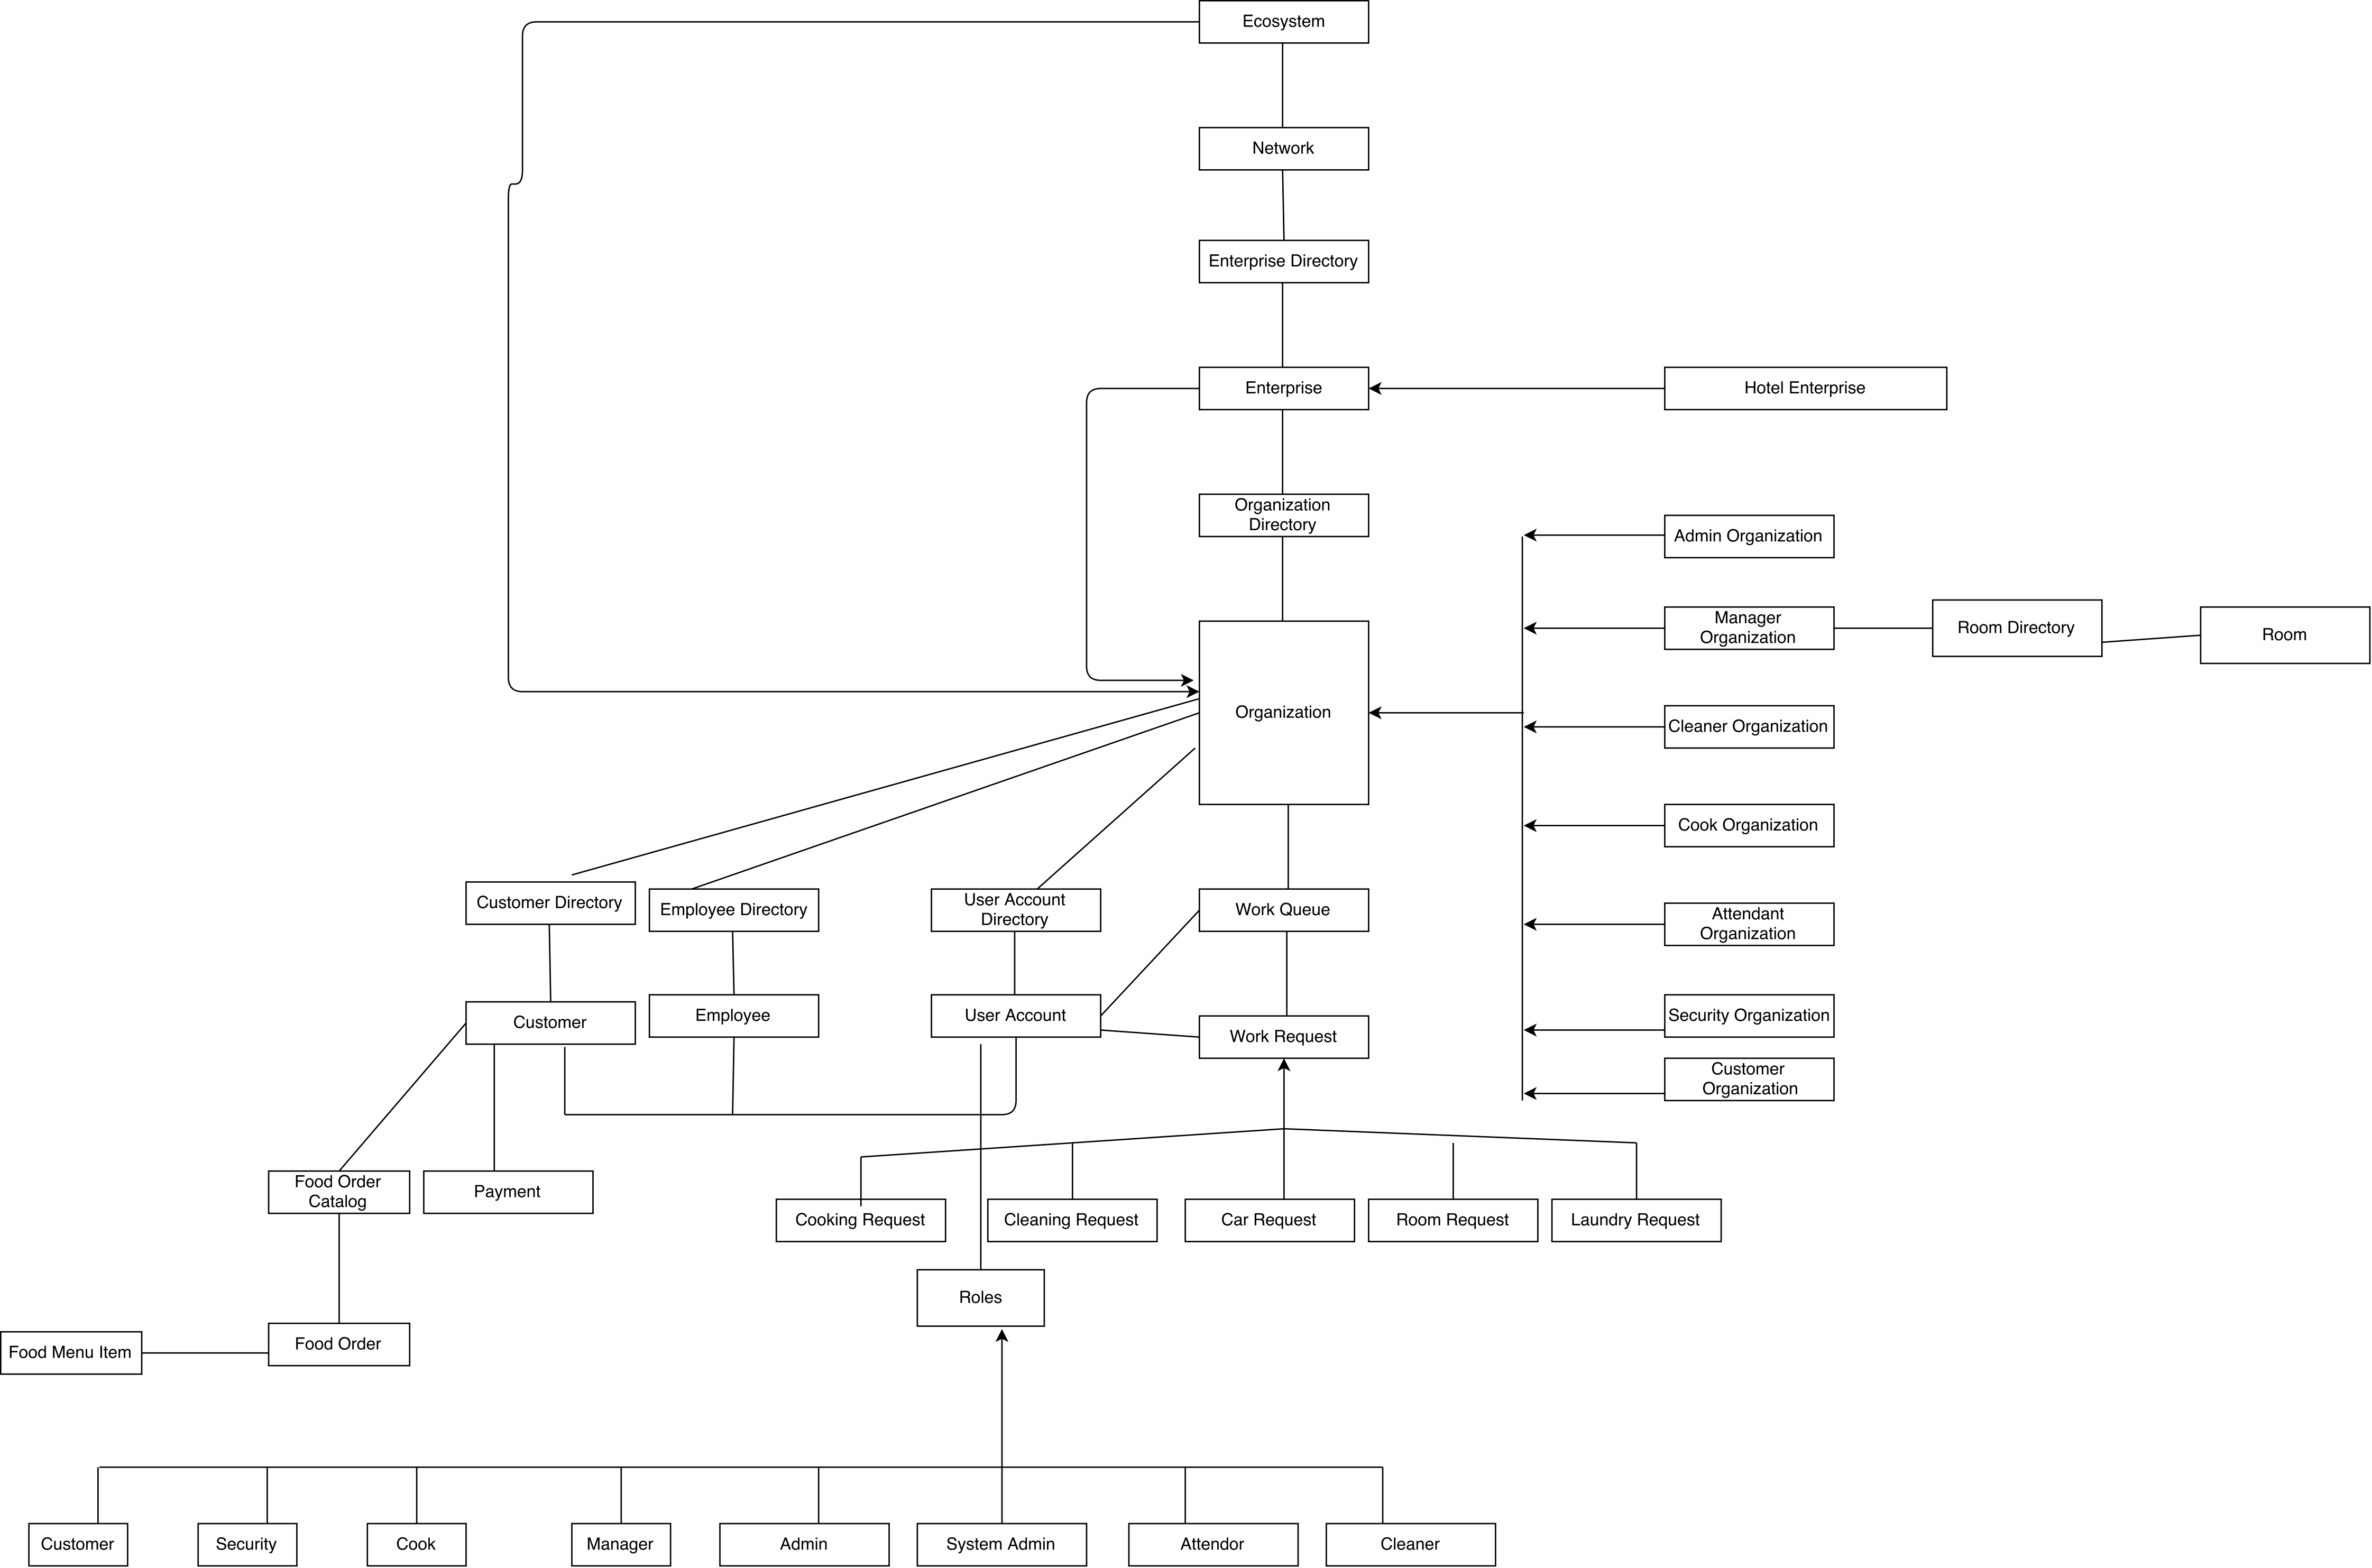 Ecosystem
Network
Enterprise Directory
Enterprise
Hotel Enterprise
Organization
Directory
Admin Organization
Manager
Organization
Room Directory
Room
Organization
Cleaner Organization
Cook Organization
Customer Directory
Employee Directory
User Account
Directory
Work Queue
Attendant
Organization
Customer
Employee
User Account
Work Request
Security Organization
Customer
Organization
Food Order
Catalog
Payment
Cooking Request
Cleaning Request
Car Request
Room Request
Laundry Request
Roles
Food Menu Item
Food Order
Customer
Security
Cook
Manager
Admin
System Admin
Attendor
Cleaner